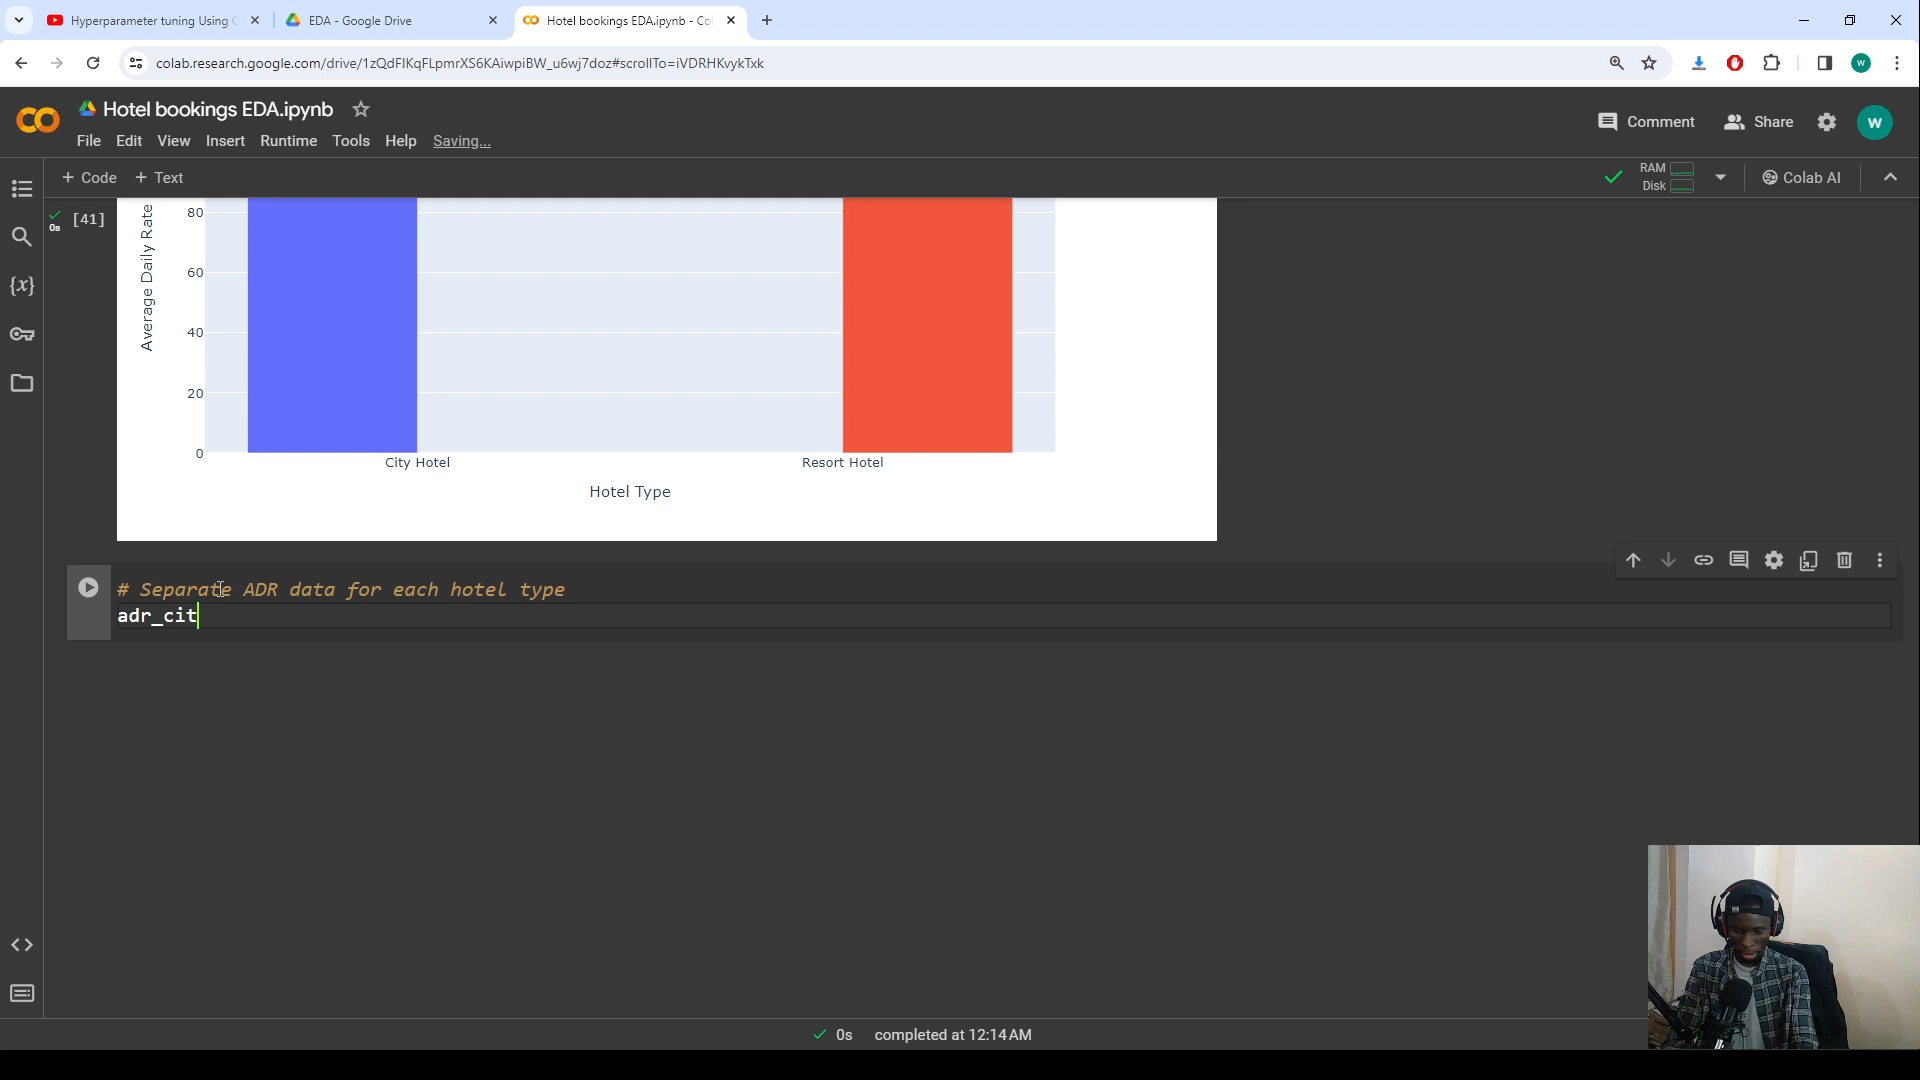 Hyperparameter tuning Using
EDA - Google Drive
Hotel bookings EDA.ipynb - Co
colab.research.google.com/drive/1zQdFIKqFLpmrXS6KAiwpiBW_u6wj7doz#scrollTo=iVDRHKvykTxk
W
Hotel bookings EDA.ipynb
File Edit View Insert Runtime Tools Help Saving...
Comment
Share
W
+ Code + Text
RAM
Disk
Colab AI
0s
[41]
Average Daily Rate
80
60
40
20
0
City Hotel
Resort Hotel
Hotel Type
# Separate ADR data for each hotel type
adr_cit
{x}
0s completed at 12:14 AM